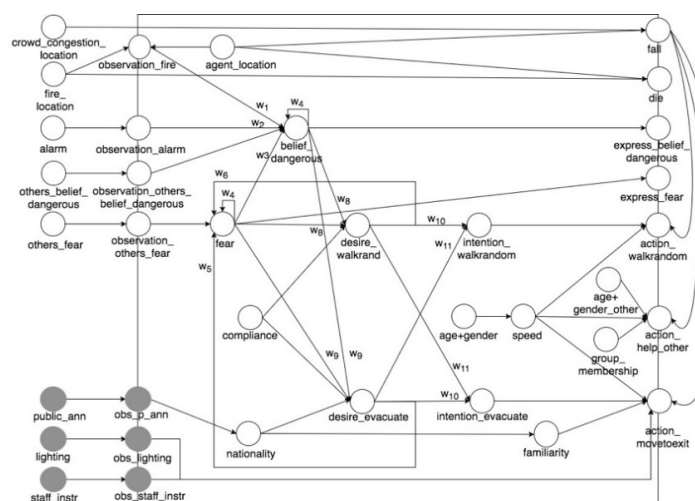 crowd_congestion_
location
observation_fire
agent_location
fall
fire_
location
die
w₁
w₄
w₂
alarm
observation_alarm
belief_
dangerous
express_belief_
dangerous
w₃
w₆
others_belief_
dangerous
observation_others_
belief_dangerous
w₄
w₈
express_fear
others_fear
observation_
others_fear
fear
w₈
desire_
walkrand
w₁₀
w₁₁
intention_
walkrandom
action_
walkrandom
w₅
age+
gender_other
compliance
age+gender
speed
action_
help_other
w₉
w₉
w₁₁
group_
membership
public_ann
obs_p_ann
desire_evacuate
w₁₀
intention_evacuate
action_
movetoexit
lighting
obs_lighting
nationality
familiarity
staff_instr
obs_staff_instr